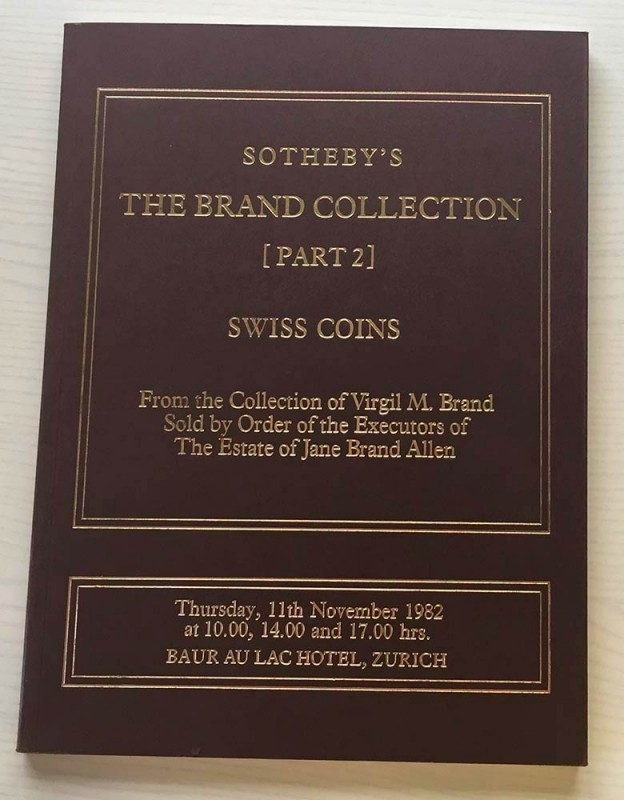 SOTHEBY'S
THE BRAND COLLECTION
[PART 2]
SWISS COINS
From the Collection of Virgil M. Brand
Sold by Order of the Executors of
The Estate of Jane Brand Allen
Thursday, 11th November 1982
at 10.00, 14.00 and 17.00 hrs.
BAUR AU LAC HOTEL, ZURICH